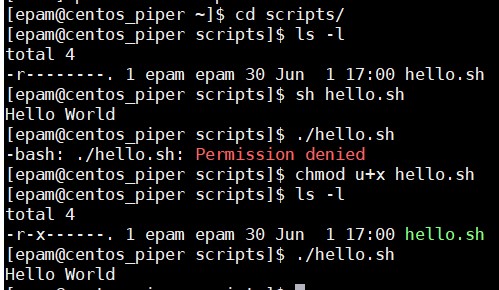 [epam@centos_piper ~]$ cd scripts/
[epam@centos_piper scripts]$ ls -l
total 4
-r--------. 1 epam epam 30 Jun  1 17:00 hello.sh
[epam@centos_piper scripts]$ sh hello.sh
Hello World
[epam@centos_piper scripts]$ ./hello.sh
-bash: ./hello.sh: Permission denied
[epam@centos_piper scripts]$ chmod u+x hello.sh
[epam@centos_piper scripts]$ ls -l
total 4
-r-x------. 1 epam epam 30 Jun  1 17:00 hello.sh
[epam@centos_piper scripts]$ ./hello.sh
Hello World
[epam@centos_piper scripts]$